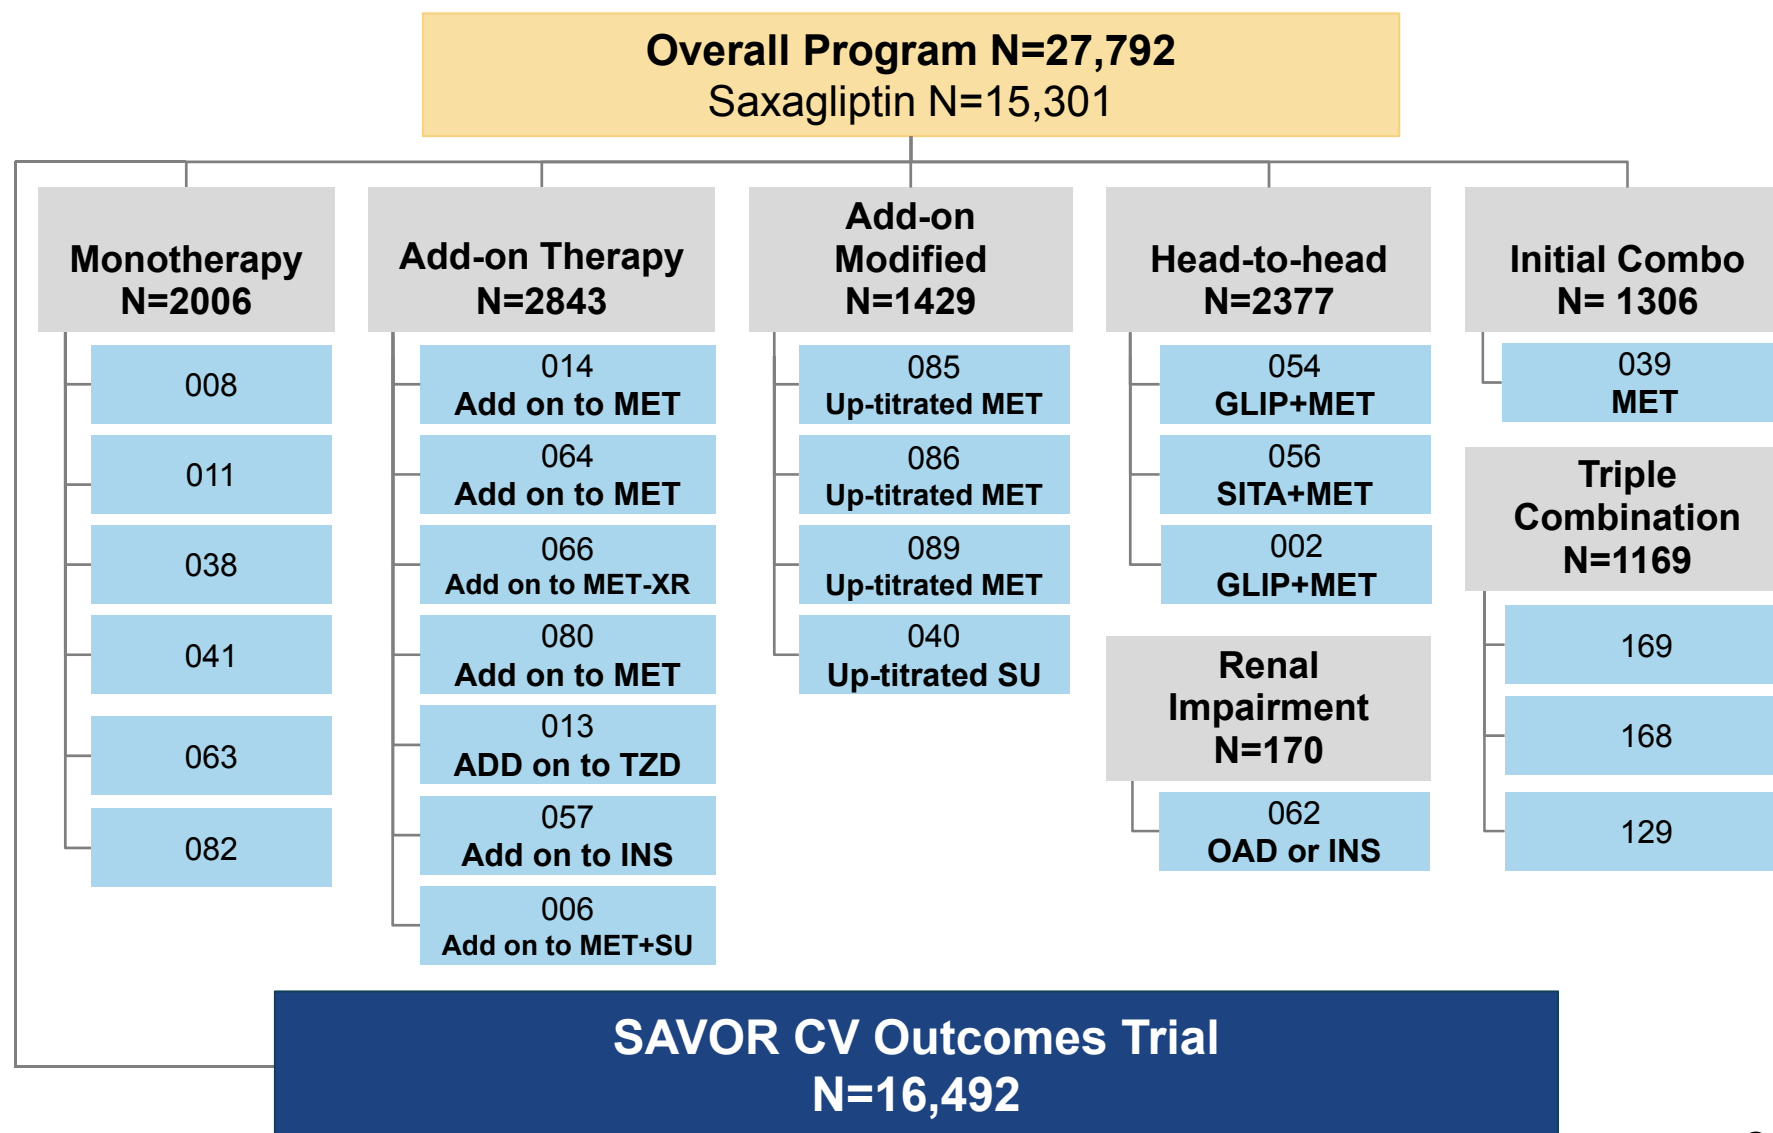 Overall Program N=27,792
Saxagliptin N=15,301
Monotherapy
N=2006
008
011
038
041
063
082
Add-on Therapy
N=2843
014
Add on to MET
064
Add on to MET
066
Add on to MET-XR
080
Add on to MET
013
ADD on to TZD
057
Add on to INS
006
Add on to MET+SU
Add-on
Modified
N=1429
085
Up-titrated MET
086
Up-titrated MET
089
Up-titrated MET
040
Up-titrated SU
Head-to-head
N=2377
054
GLIP+MET
056
SITA+MET
002
GLIP+MET
Renal
Impairment
N=170
062
OAD or INS
Initial Combo
N= 1306
039
MET
Triple
Combination
N=1169
169
168
129
SAVOR CV Outcomes Trial
N=16,492